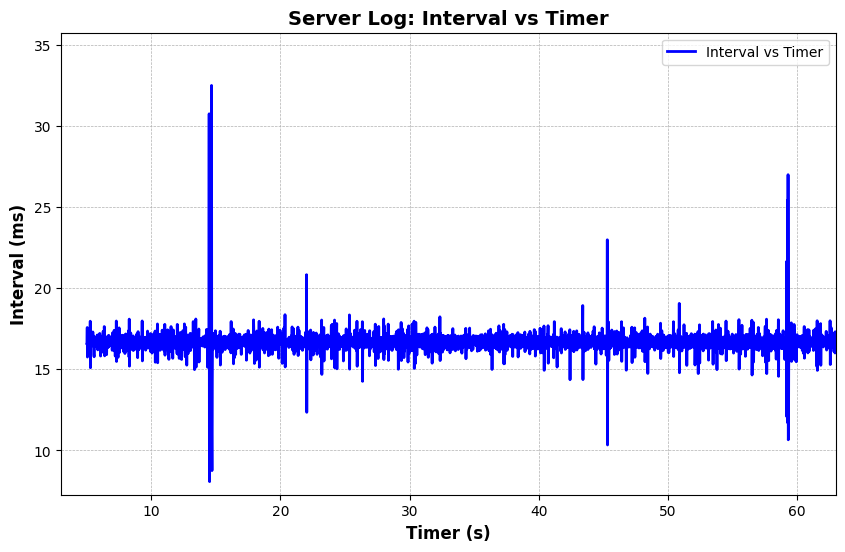 Server Log: Interval vs Timer
Interval vs Timer
Interval (ms)
35
30
25
20
15
10
10 20 30 40 50 60
Timer (s)